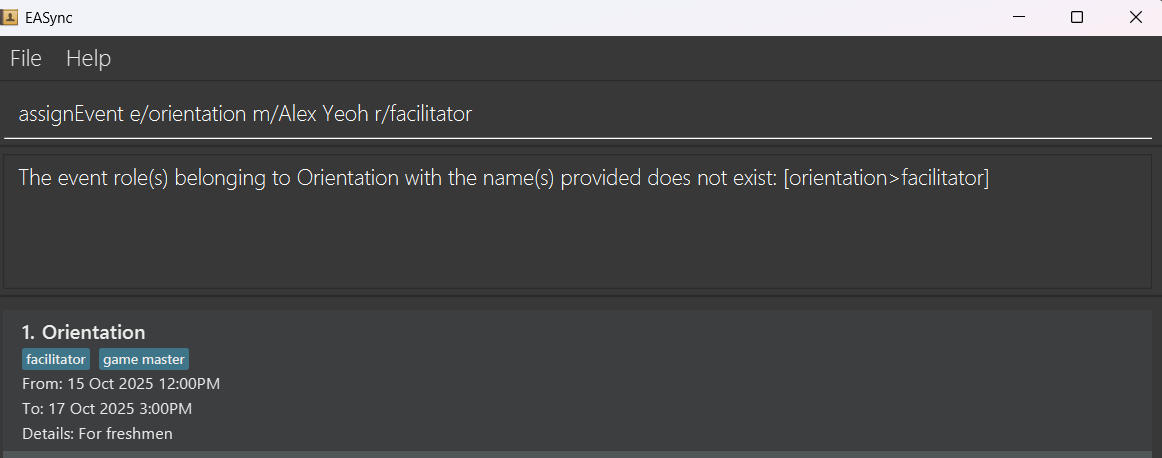 EASync
File Help
assignEvent e/orientation m/Alex Yeoh r/facilitator
The event role(s) belonging to Orientation with the name(s) provided does not exist: [orientation>facilitator]
1. Orientation
facilitator game master
From: 15 Oct 2025 12:00PM
To: 17 Oct 2025 3:00PM
Details: For freshmen